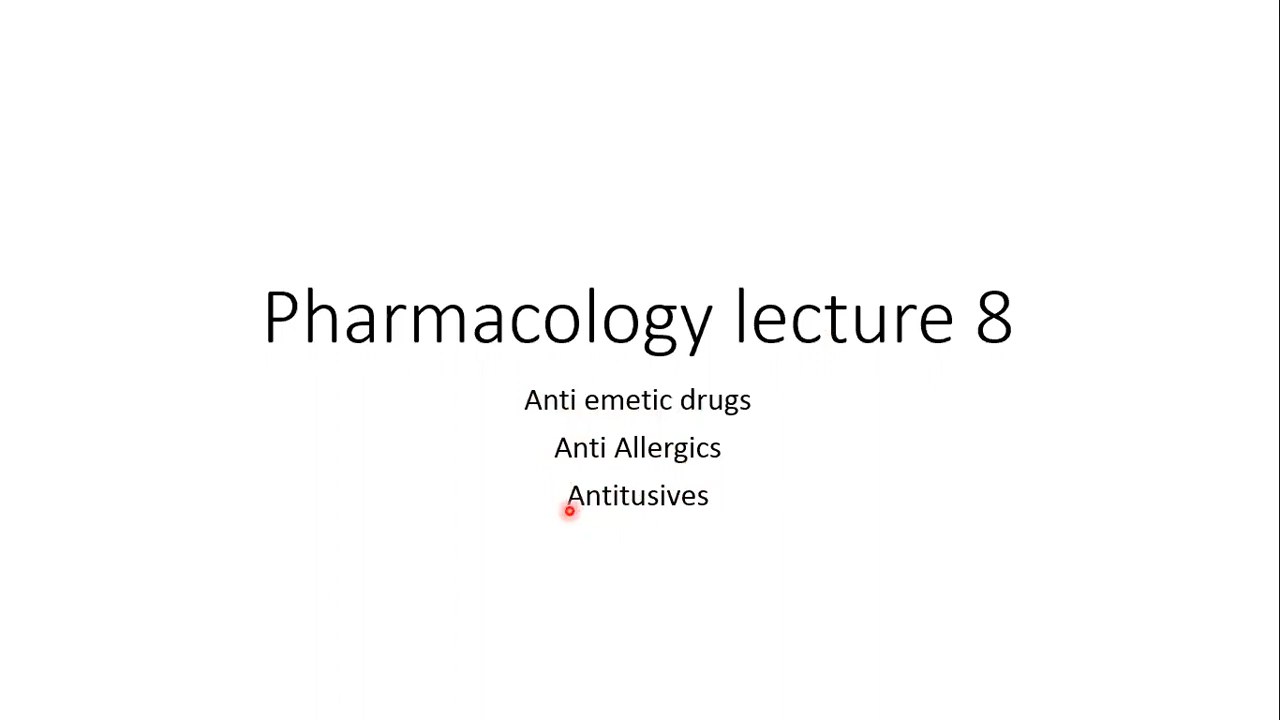 Pharmacology lecture 8
Anti emetic drugs
Anti Allergics
Antitusives